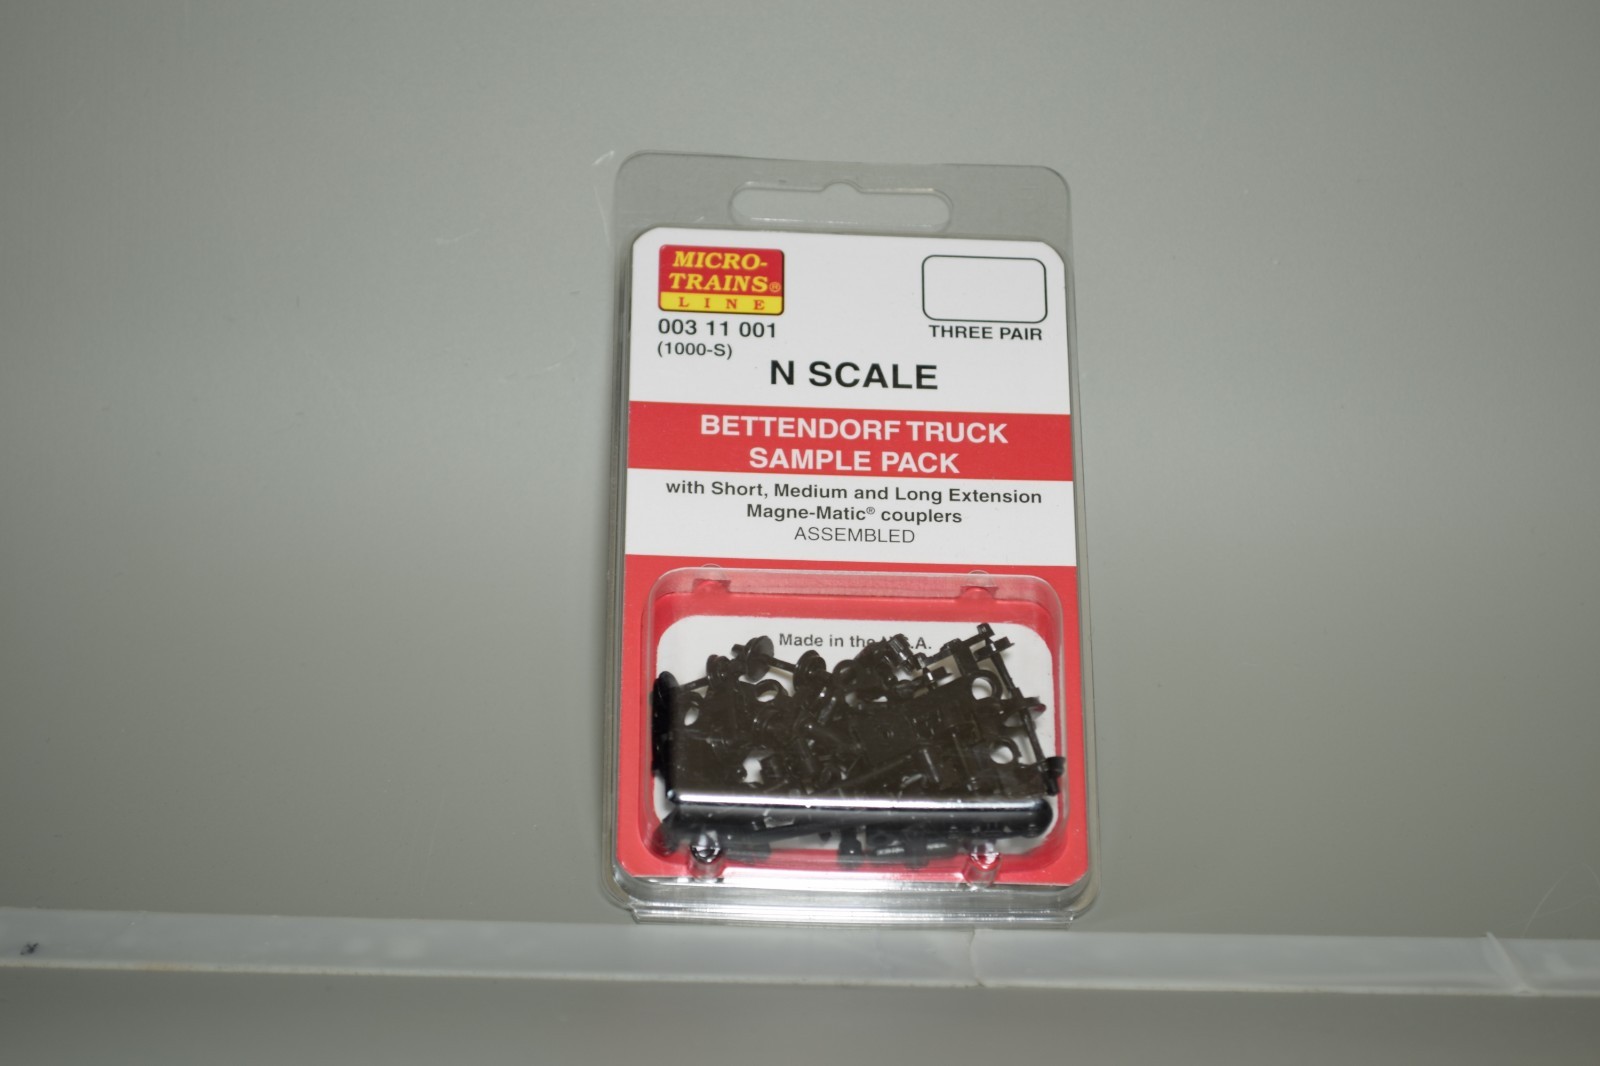 MICRO-
TRAINS®
LINE
003 11 001
(1000-S)
THREE PAIR
N SCALE
BETTENDORF TRUCK
SAMPLE PACK
with Short, Medium and Long Extension
Magne-Matic® couplers
ASSEMBLED
Made in the U.S.A.